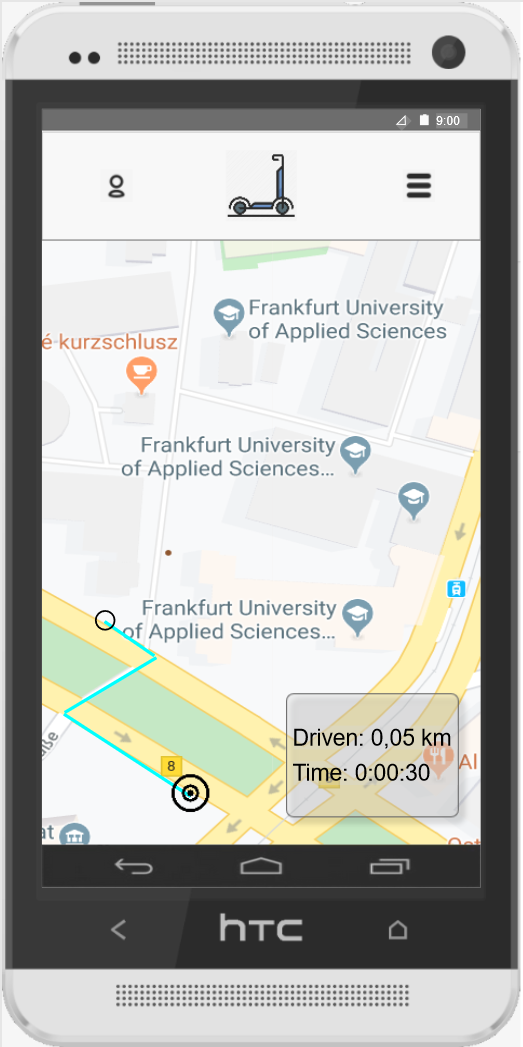 9:00
Frankfurt University
of Applied Sciences
é kurzschlusz
Frankfurt University
of Applied Sciences...
Frankfurt University
of Applied Sciences...
Driven: 0,05 km
Time: 0:00:30
Al
8
ße
at
hTC